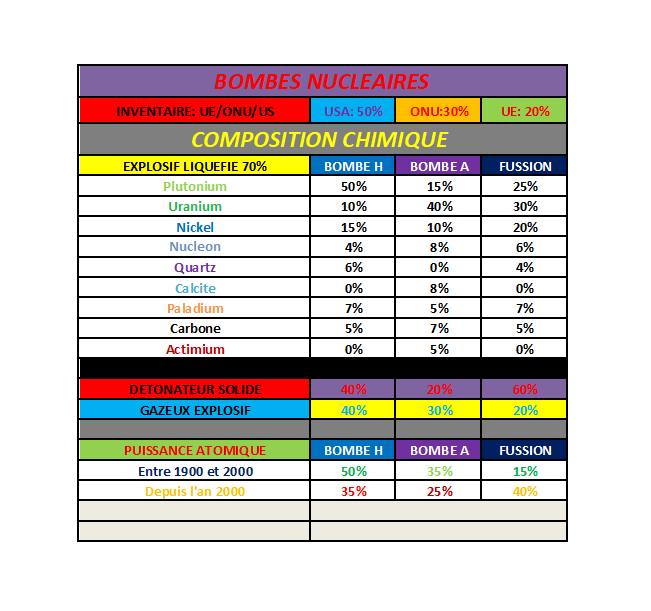 BOMBES NUCLEAIRES
INVENTAIRE: UE/ONU/US USA: 50% ONU:30% UE: 20%
COMPOSITION CHIMIQUE
EXPLOSIF LIQUEFIE 70% BOMBE H BOMBE A FUSSION
Plutonium 50% 15% 25%
Uranium 10% 40% 30%
Nickel 15% 10% 20%
Nucleon 4% 8% 6%
Quartz 6% 0% 4%
Calcite 0% 8% 0%
Paladium 7% 5% 7%
Carbone 5% 7% 5%
Actimium 0% 5% 0%
DETONATEUR SOLIDE 40% 20% 60%
GAZEUX EXPLOSIF 40% 30% 20%
PUISSANCE ATOMIQUE BOMBE H BOMBE A FUSSION
Entre 1900 et 2000 50% 35% 15%
Depuis l'an 2000 35% 25% 40%